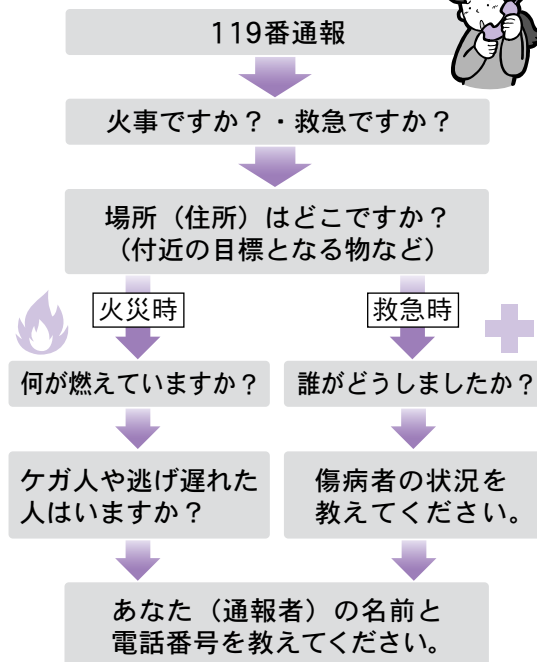 119番通報
火事ですか？・救急ですか？
場所（住所）はどこですか？
（付近の目標となる物など）
火災時
何が燃えていますか？
ケガ人や逃げ遅れた
人はいますか？
救急時
誰がどうしましたか？
傷病者の状況を
教えてください。
あなた（通報者）の名前と
電話番号を教えてください。